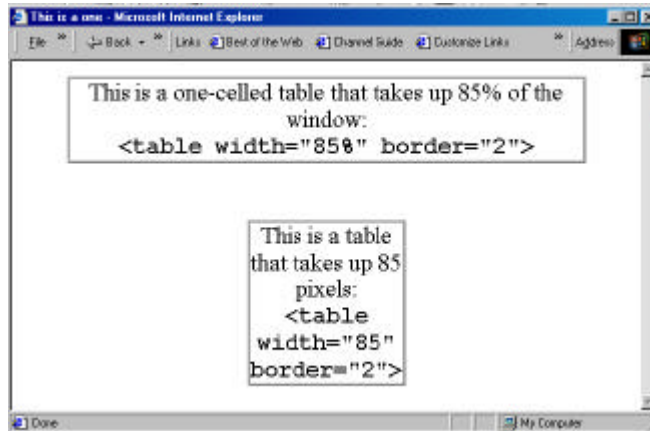 This is a one - Microsoft Internet Explorer
File » Back » Links Best of the Web Channel Guide Customize Links » Address
This is a one-celled table that takes up 85% of the
window:
<table width="85%" border="2">
This is a table
that takes up 85
pixels:
<table
width="85"
border="2">
Done My Computer